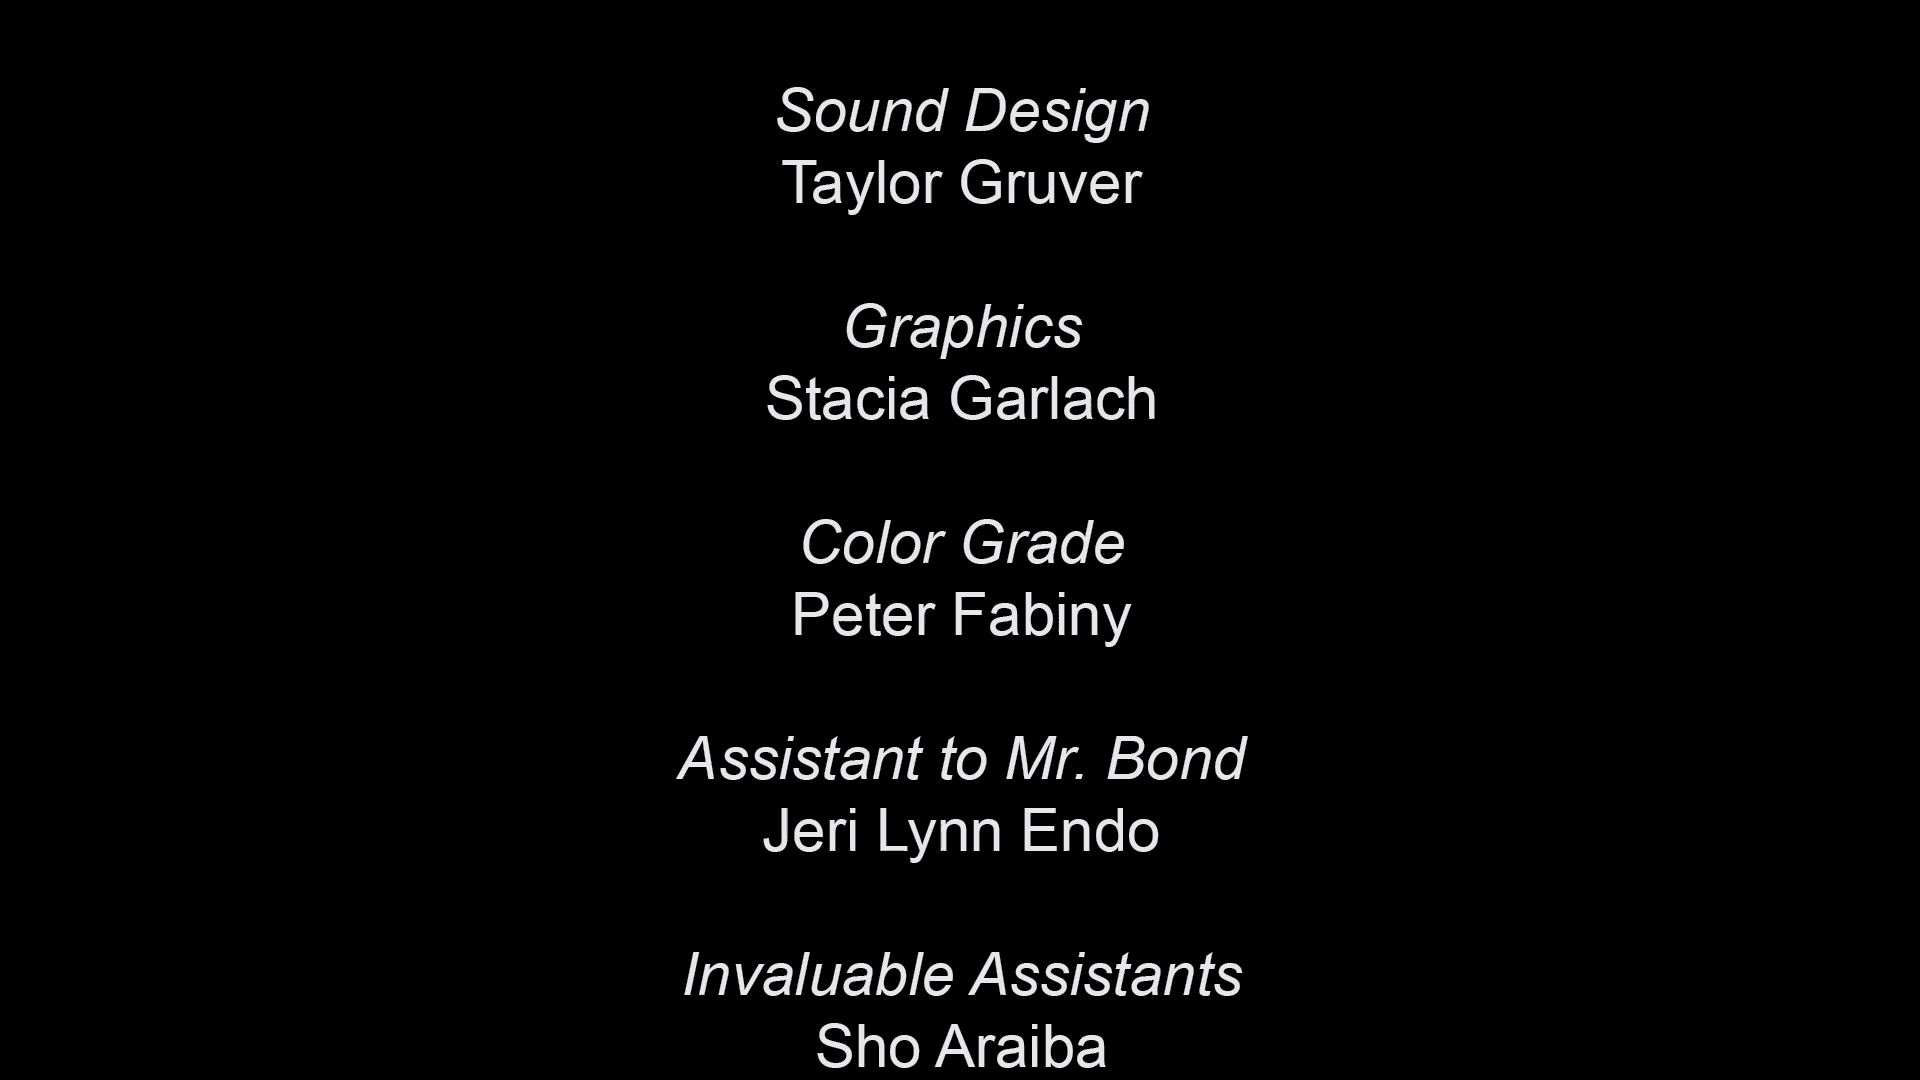 Sound Design
Taylor Gruver
Graphics
Stacia Garlach
Color Grade
Peter Fabiny
Assistant to Mr. Bond
Jeri Lynn Endo
Invaluable Assistants
Sho Araiba